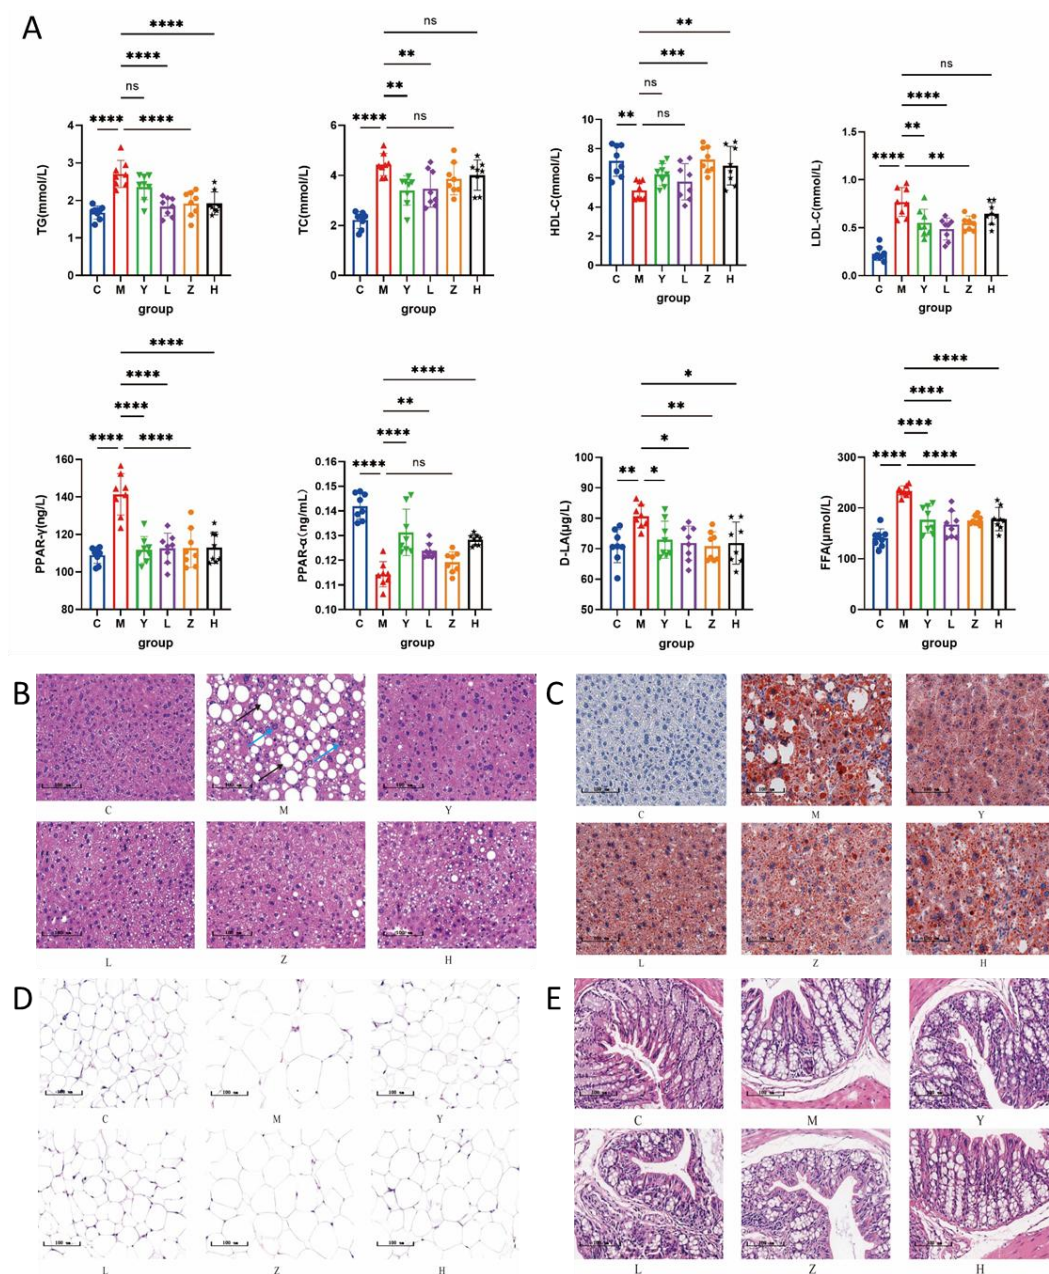 A
****
****
ns
****
****
TG(mmol/L)
4
3
2
1
0
C M Y L Z H
group
ns
**
**
****
ns
TC(mmol/L)
6
4
2
0
C M Y L Z H
group
**
***
ns
**
ns
HDL-C(mmol/L)
10
8
6
4
2
0
C M Y L Z H
group
ns
****
**
****
**
LDL-C(mmol/L)
1.5
1.0
0.5
0.0
C M Y L Z H
group
****
****
****
****
****
PPAR-γ(ng/L)
160
140
120
100
80
C M Y L Z H
group
****
**
****
****
ns
PPAR-α(ng/mL)
0.16
0.15
0.14
0.13
0.12
0.11
0.10
C M Y L Z H
group
*
**
*
**
*
D-LA(µg/L)
100
90
80
70
60
50
C M Y L Z H
group
****
****
****
****
****
FFA(µmol/L)
300
200
100
0
C M Y L Z H
group
B
C M Y
L Z H
C
C M Y
L Z H
D
C M Y
L Z H
E
C M Y
L Z H